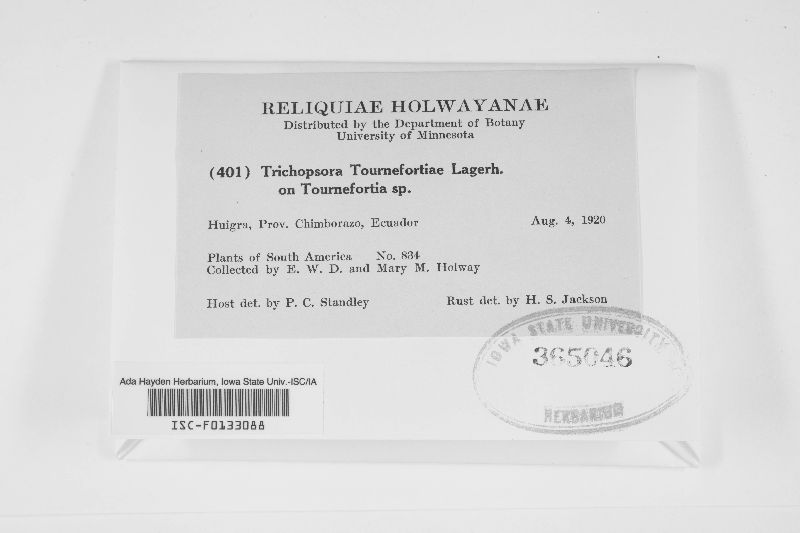 RELIQUIAE HOLWAYANAE
Distributed by the Department of Botany
University of Minnesota
(401) Trichopsora Tournefortiae Lagerh.
on Tournefortia sp.
Huigra, Prov. Chimborazo, Ecuador Aug. 4, 1920
Plants of South America No. 834
Collected by E. W. D. and Mary M. Holway
Host det. by P. C. Standley Rust det. by H. S. Jackson
IOWA STATE UNIVERSITY
365046
HERBARIUM
Ada Hayden Herbarium, Iowa State Univ.-ISC/IA
ISC-F0133088